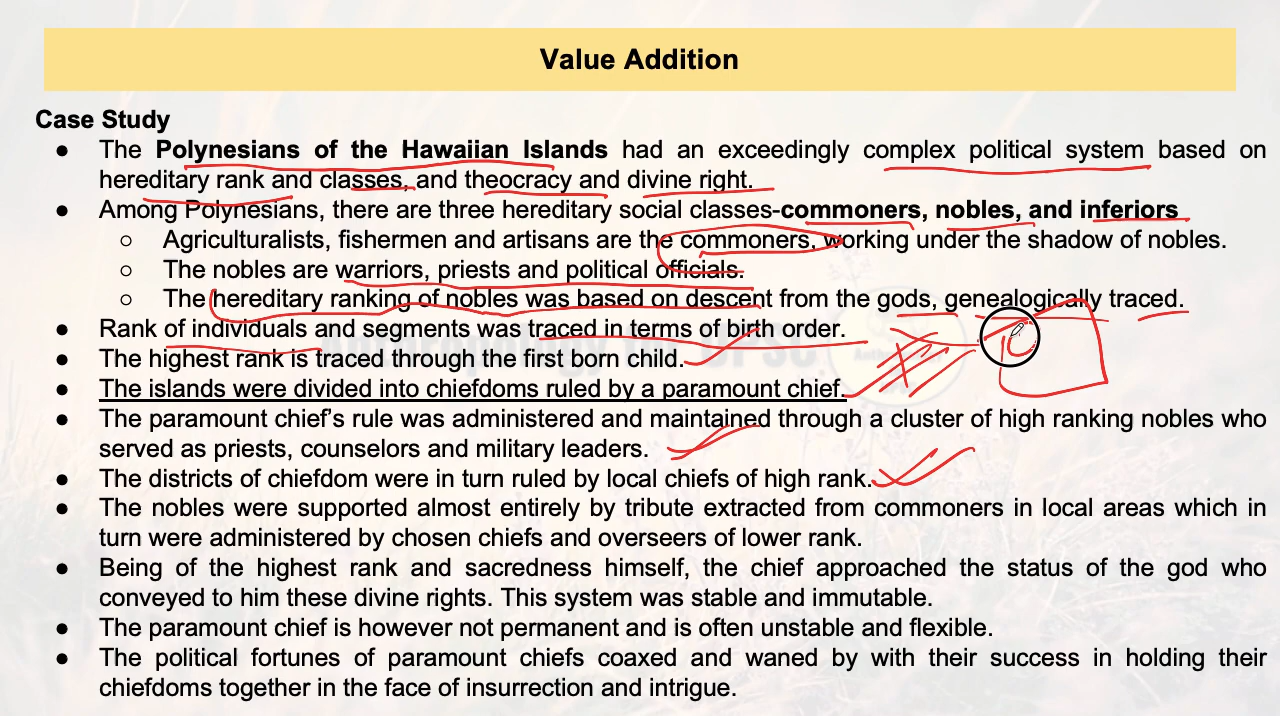 Value Addition
Case Study
● The Polynesians of the Hawaiian Islands had an exceedingly complex political system based on
hereditary rank and classes, and theocracy and divine right.
● Among Polynesians, there are three hereditary social classes-commoners, nobles, and inferiors
○ Agriculturalists, fishermen and artisans are the commoners, working under the shadow of nobles.
○ The nobles are warriors, priests and political officials.
○ The hereditary ranking of nobles was based on descent from the gods, genealogically traced.
● Rank of individuals and segments was traced in terms of birth order.
● The highest rank is traced through the first born child.
● The islands were divided into chiefdoms ruled by a paramount chief.
● The paramount chief's rule was administered and maintained through a cluster of high ranking nobles who
served as priests, counselors and military leaders.
● The districts of chiefdom were in turn ruled by local chiefs of high rank.
● The nobles were supported almost entirely by tribute extracted from commoners in local areas which in
turn were administered by chosen chiefs and overseers of lower rank.
● Being of the highest rank and sacredness himself, the chief approached the status of the god who
conveyed to him these divine rights. This system was stable and immutable.
● The paramount chief is however not permanent and is often unstable and flexible.
● The political fortunes of paramount chiefs coaxed and waned by with their success in holding their
chiefdoms together in the face of insurrection and intrigue.
Anthropology for UPSC